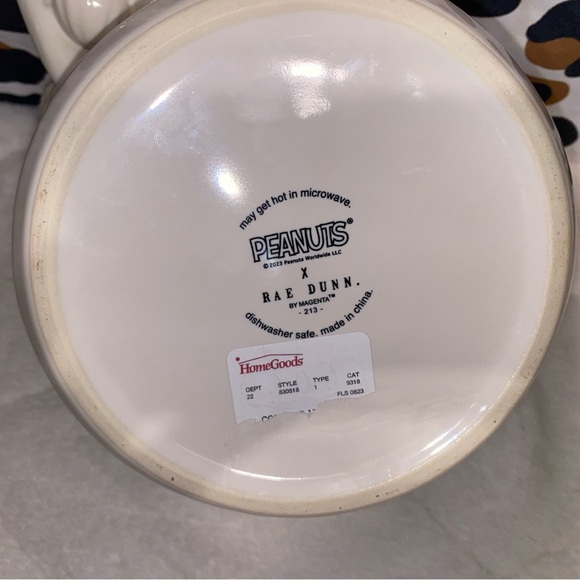 may get hot in microwave.
PEANUTS®
© 2023 Peanuts Worldwide LLC
X
RAE DUNN.
BY MAGENTA™
- 213 -
dishwasher safe. made in china.
HomeGoods
DEPT STYLE TYPE CAT
22 830518 1 9318
FLS 0823